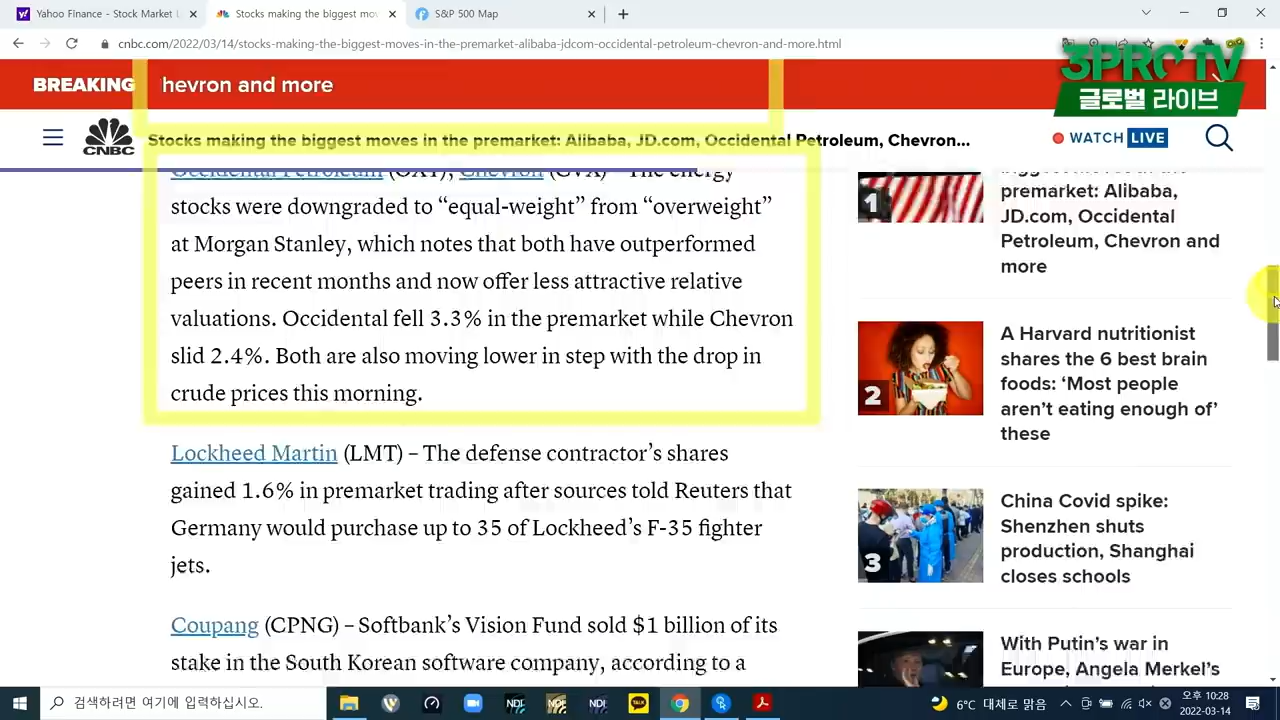 Yahoo Finance - Stock Market L
Stocks making the biggest mov
S&P 500 Map
cnbc.com/2022/03/14/stocks-making-the-biggest-moves-in-the-premarket-alibaba-jdcom-occidental-petroleum-chevron-and-more.html
BREAKING
hevron and more
3PROTV
글로벌 라이브
CNBC
Stocks making the biggest moves in the premarket: Alibaba, JD.com, Occidental Petroleum, Chevron...
WATCH LIVE
Occidental Petroleum (OXY), Chevron (CVX) – The energy
stocks were downgraded to “equal-weight” from “overweight”
at Morgan Stanley, which notes that both have outperformed
peers in recent months and now offer less attractive relative
valuations. Occidental fell 3.3% in the premarket while Chevron
slid 2.4%. Both are also moving lower in step with the drop in
crude prices this morning.
Lockheed Martin (LMT) – The defense contractor’s shares
gained 1.6% in premarket trading after sources told Reuters that
Germany would purchase up to 35 of Lockheed’s F-35 fighter
jets.
Coupang (CPNG) – Softbank’s Vision Fund sold $1 billion of its
stake in the South Korean software company, according to a
1
premarket: Alibaba,
JD.com, Occidental
Petroleum, Chevron and
more
2
A Harvard nutritionist
shares the 6 best brain
foods: ‘Most people
aren’t eating enough of’
these
3
China Covid spike:
Shenzhen shuts
production, Shanghai
closes schools
With Putin’s war in
Europe, Angela Merkel’s
검색하려면 여기에 입력하십시오.
6°C 대체로 맑음
오후 10:28
2022-03-14